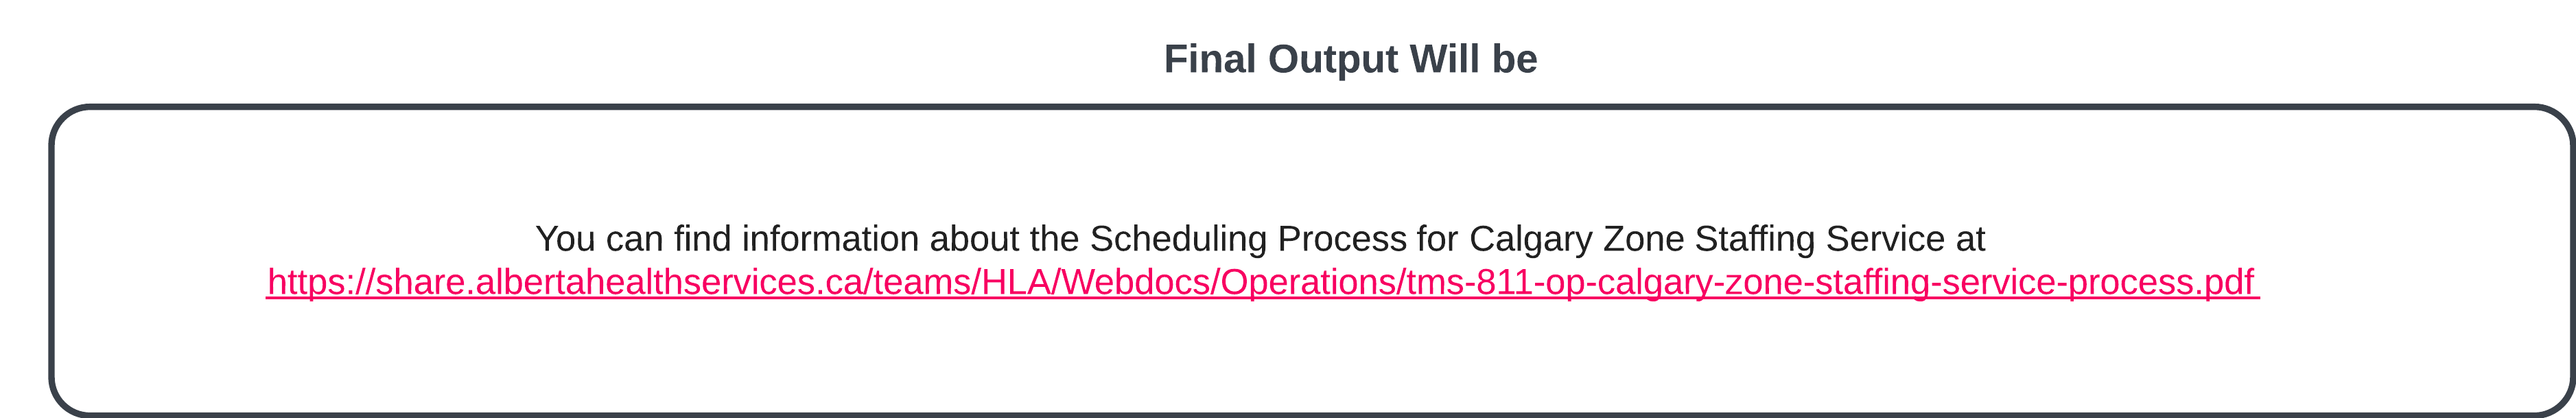 Final Output Will be
You can find information about the Scheduling Process for Calgary Zone Staffing Service at
https://share.albertahealthservices.ca/teams/HLA/Webdocs/Operations/tms-811-op-calgary-zone-staffing-service-process.pdf